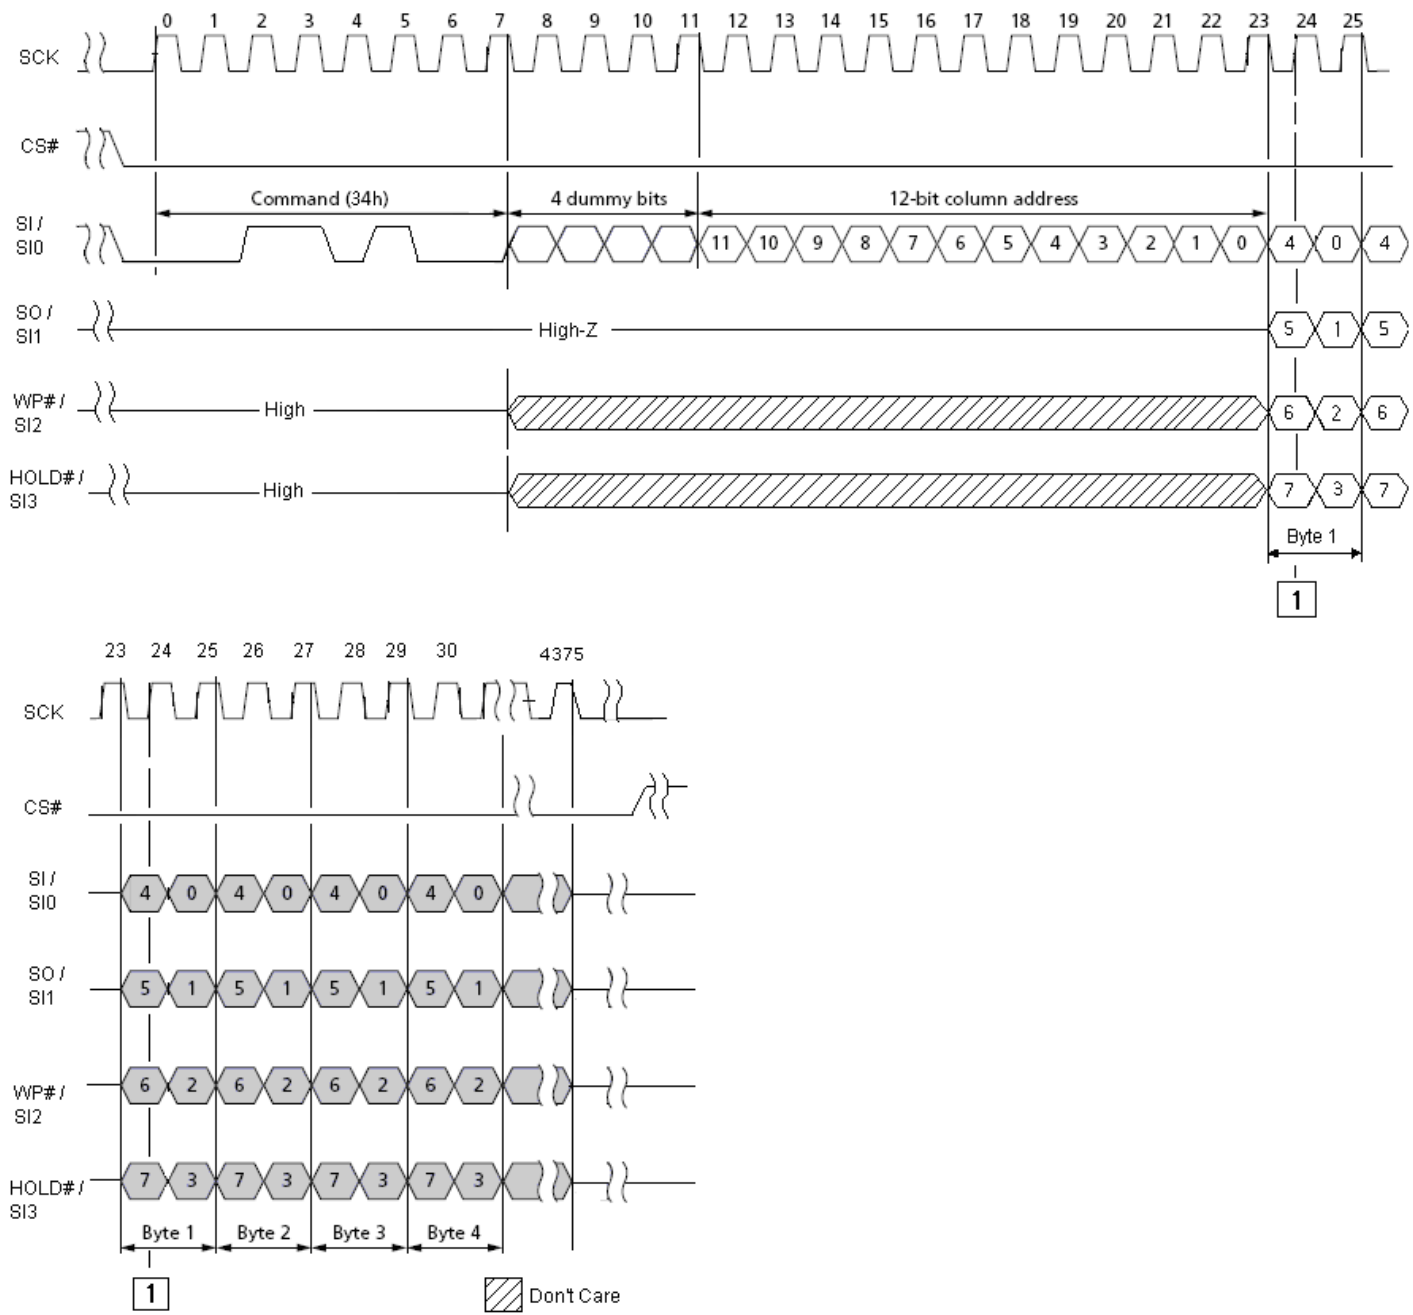 0 1 2 3 4 5 6 7 8 9 10 11 12 13 14 15 16 17 18 19 20 21 22 23 24 25
SCK
CS#
Command (34h) 4 dummy bits 12-bit column address
SI /
SI0
11 10 9 8 7 6 5 4 3 2 1 0 4 0 4
SO /
SI1
High-Z 5 1 5
WP# /
SI2
High 6 2 6
HOLD# /
SI3
High 7 3 7
Byte 1
1
23 24 25 26 27 28 29 30 4375
SCK
CS#
SI /
SI0
4 0 4 0 4 0 4 0
SO /
SI1
5 1 5 1 5 1 5 1
WP# /
SI2
6 2 6 2 6 2 6 2
HOLD# /
SI3
7 3 7 3 7 3 7 3
Byte 1 Byte 2 Byte 3 Byte 4
1 Don't Care